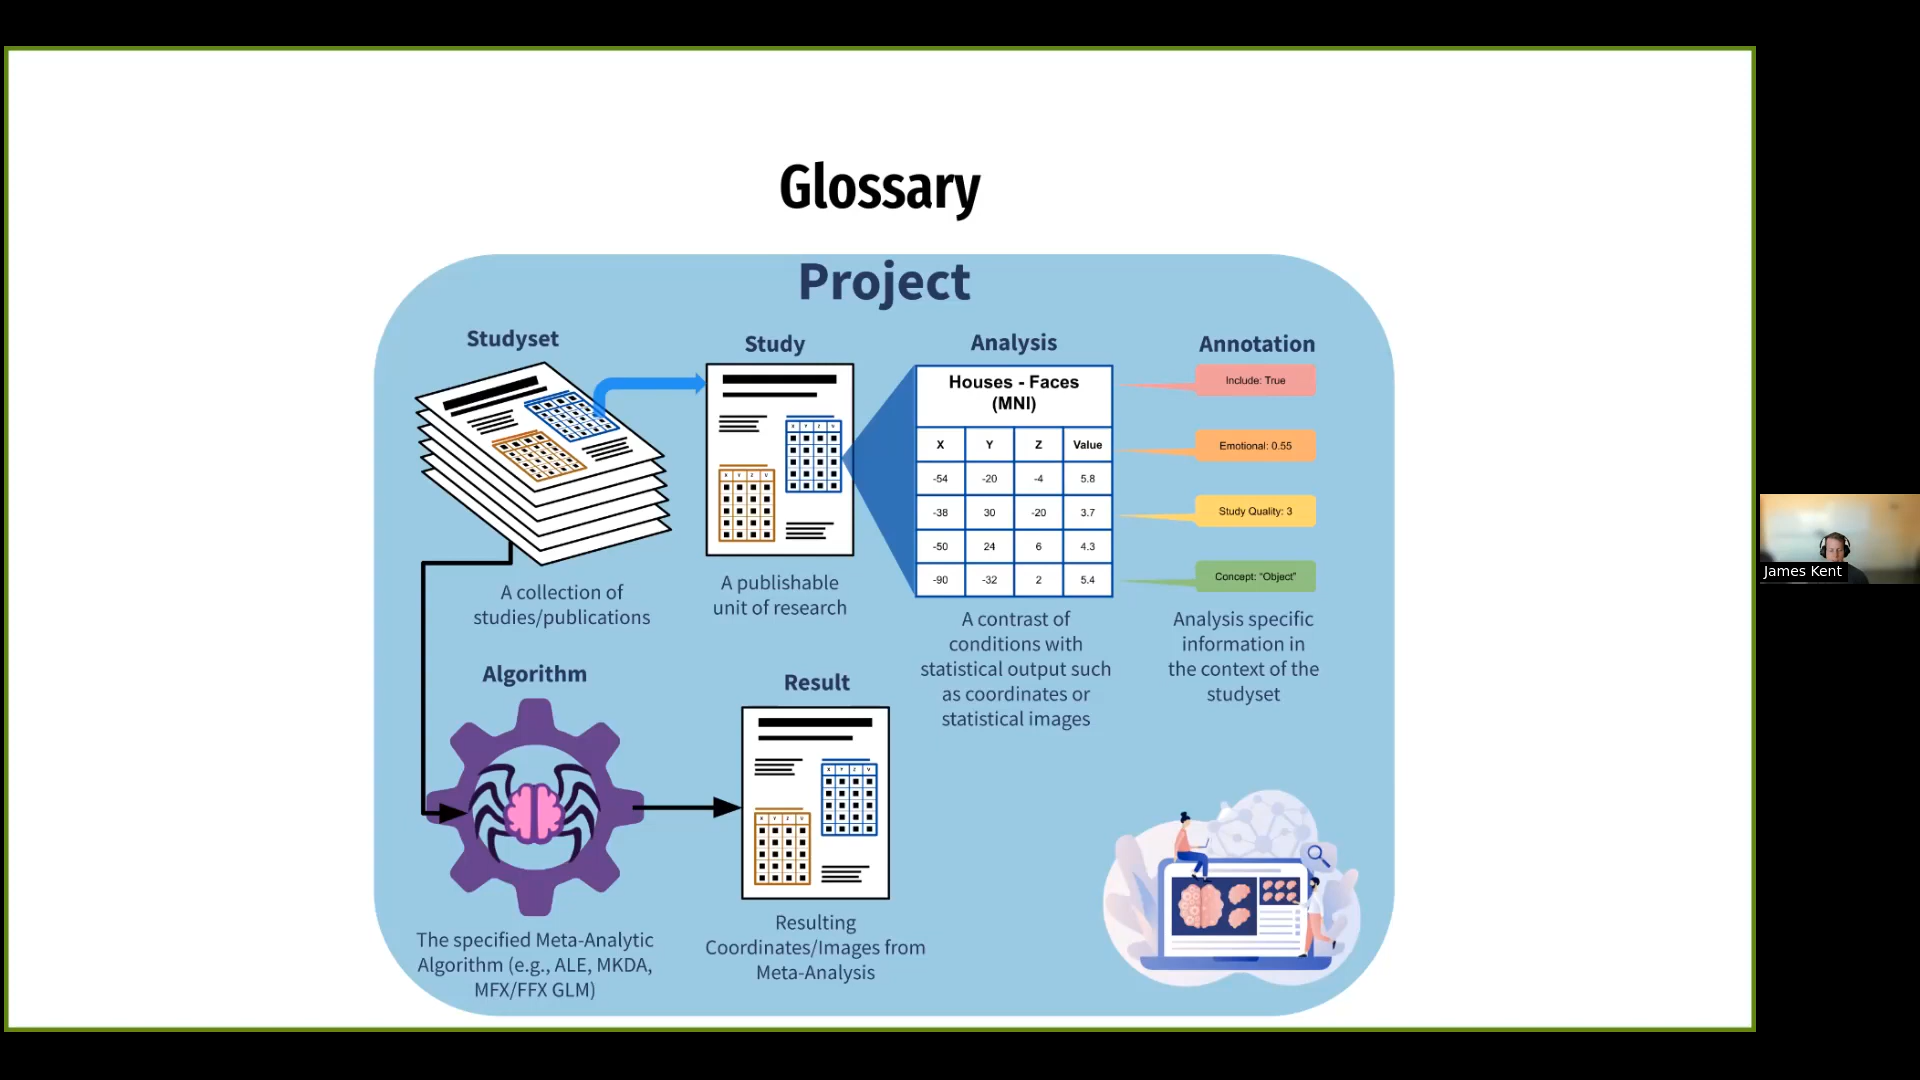 Glossary
Project
Studyset
Study
Analysis
Annotation
Houses - Faces
(MNI)
X Y Z Value
-54 -20 -4 5.8
-38 30 -20 3.7
-50 24 6 4.3
-90 -32 2 5.4
Include: True
Emotional: 0.55
Study Quality: 3
Concept: "Object"
A collection of
studies/publications
A publishable
unit of research
A contrast of
conditions with
statistical output such
as coordinates or
statistical images
Analysis specific
information in
the context of the
studyset
Algorithm
Result
The specified Meta-Analytic
Algorithm (e.g., ALE, MKDA,
MFX/FFX GLM)
Resulting
Coordinates/Images from
Meta-Analysis
James Kent